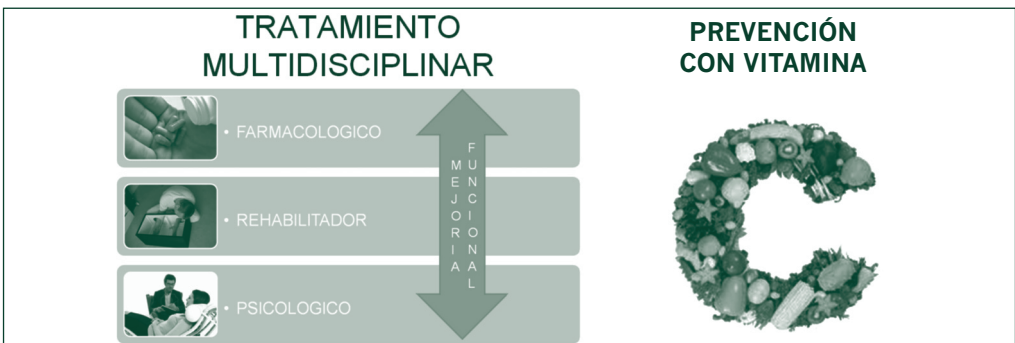 TRATAMIENTO
MULTIDISCIPLINAR
• FARMACOLOGICO
• REHABILITADOR
• PSICOLOGICO
MEJORIA
FUNCIONAL
PREVENCIÓN
CON VITAMINA
C